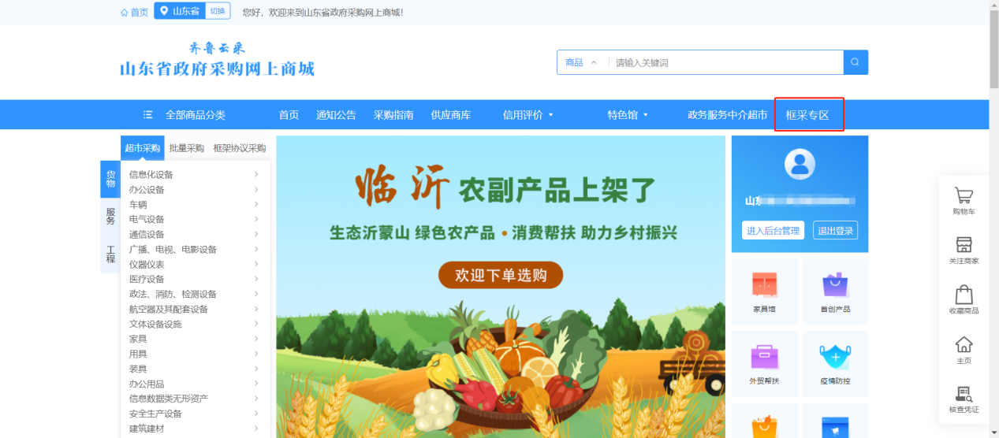 首页 山东省 切换 您好，欢迎来到山东省政府采购网上商城！
齐鲁云采
山东省政府采购网上商城
商品 请输入关键词
全部商品分类 首页 通知公告 采购指南 供应商库 信用评价 特色馆 政务服务中介超市 框采专区
超市采购 批量采购 框架协议采购
货物
服务
工程
信息化设备
办公设备
车辆
电气设备
通信设备
广播、电视、电影设备
仪器仪表
医疗设备
政法、消防、检测设备
航空器及其配套设备
文体设备设施
家具
用具
装具
办公用品
信息数据类无形资产
安全生产设备
建筑建材
临沂 农副产品上架了
生态沂蒙山 绿色农产品•消费帮扶 助力乡村振兴
欢迎下单选购
山东
进入后台管理 退出登录
家具馆 首创产品
外贸帮扶 疫情防控
购物车
关注商家
收藏商品
主页
核查凭证